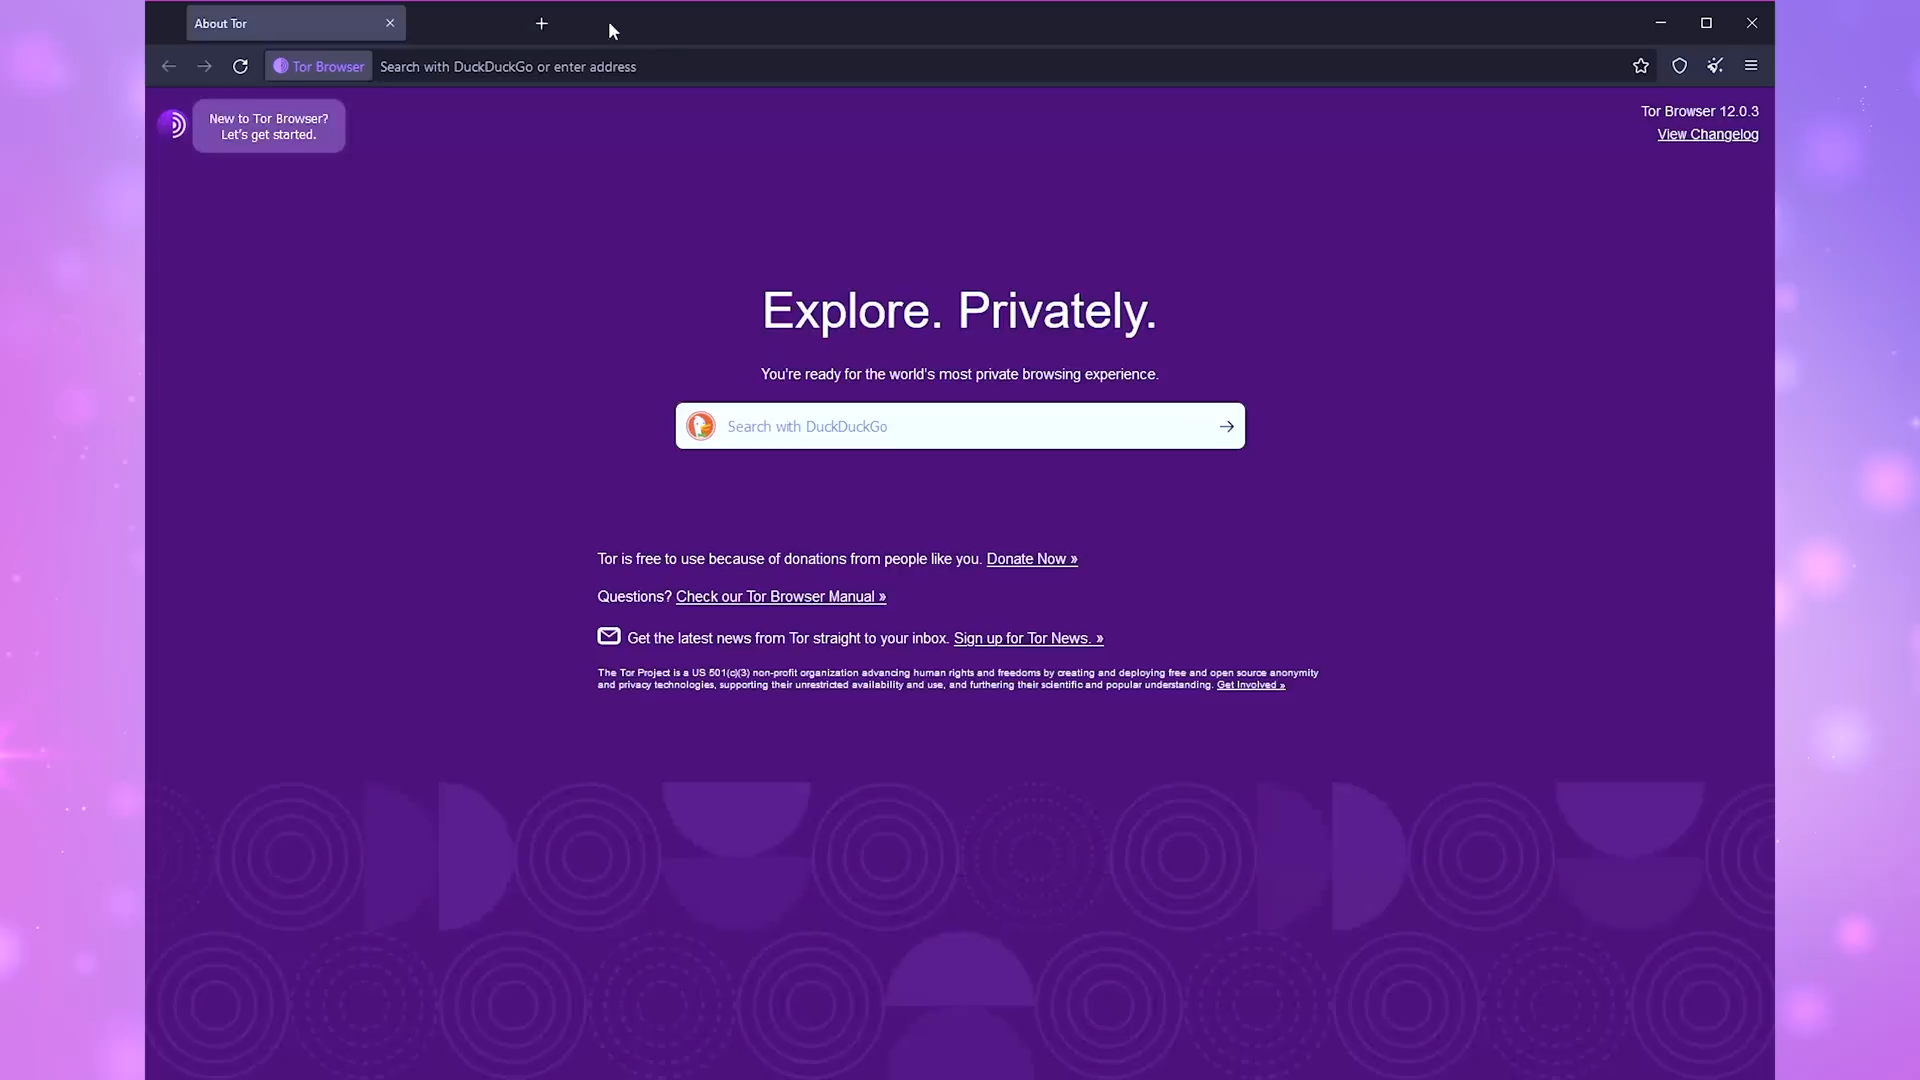 About Tor
Tor Browser
Search with DuckDuckGo or enter address
New to Tor Browser?
Let's get started.
Tor Browser 12.0.3
View Changelog
Explore. Privately.
You're ready for the world's most private browsing experience.
Search with DuckDuckGo
Tor is free to use because of donations from people like you. Donate Now »
Questions? Check our Tor Browser Manual »
Get the latest news from Tor straight to your inbox. Sign up for Tor News. »
The Tor Project is a US 501(c)(3) non-profit organization advancing human rights and freedoms by creating and deploying free and open source anonymity
and privacy technologies, supporting their unrestricted availability and use, and furthering their scientific and popular understanding. Get Involved »